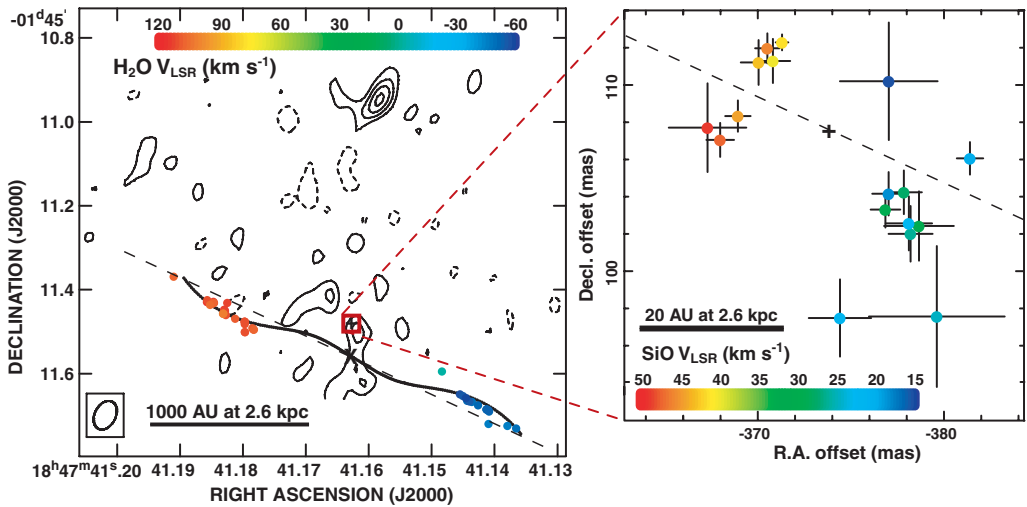 -01°45'
120 90 60 30 0 -30 -60
H2O VLSR (km s-1)
10.8
11.0
11.2
11.4
11.6
DECLINATION (J2000)
1000 AU at 2.6 kpc
18h47m41s.20 41.19 41.18 41.17 41.16 41.15 41.14 41.13
RIGHT ASCENSION (J2000)
110
100
Decl. offset (mas)
20 AU at 2.6 kpc
SiO VLSR (km s-1)
50 45 40 35 30 25 20 15
-370 -380
R.A. offset (mas)